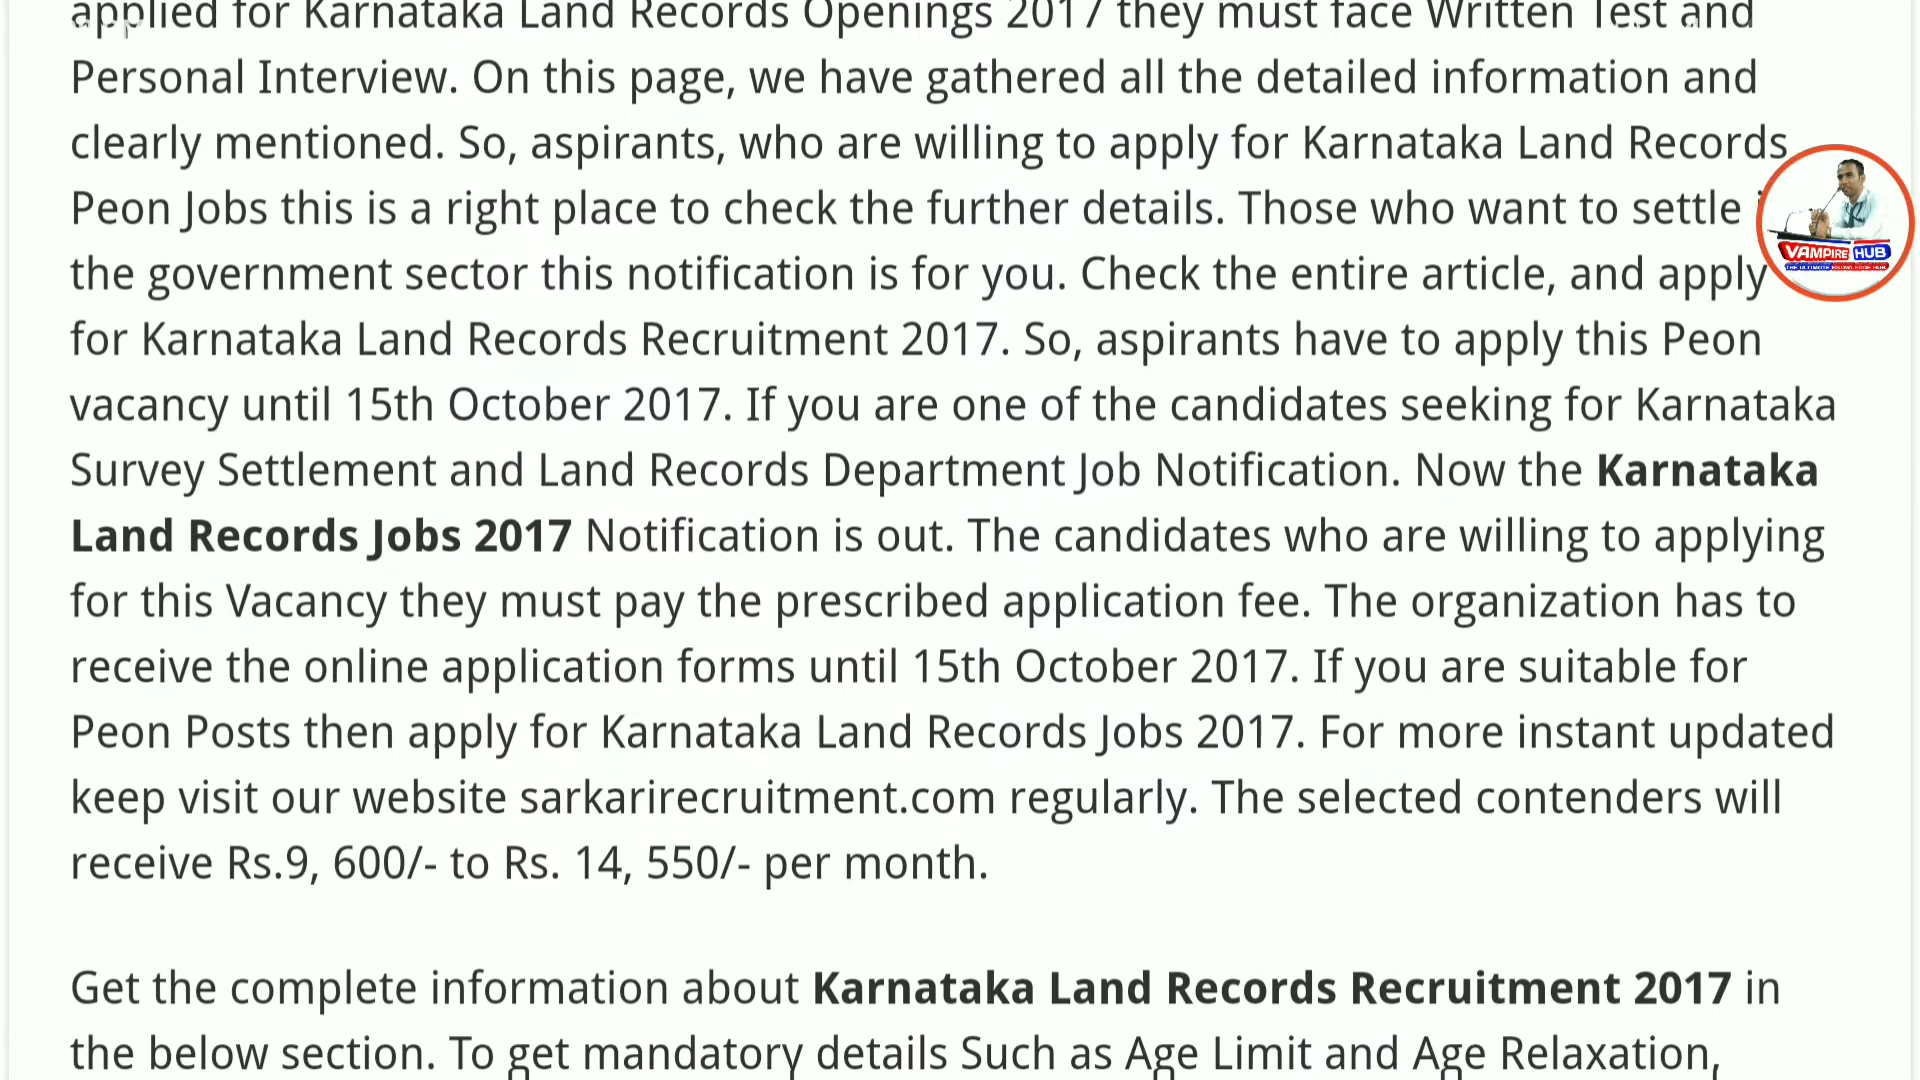 applied for Karnataka Land Records Openings 2017 they must face Written Test and
Personal Interview. On this page, we have gathered all the detailed information and
clearly mentioned. So, aspirants, who are willing to apply for Karnataka Land Records
Peon Jobs this is a right place to check the further details. Those who want to settle
the government sector this notification is for you. Check the entire article, and apply
for Karnataka Land Records Recruitment 2017. So, aspirants have to apply this Peon
vacancy until 15th October 2017. If you are one of the candidates seeking for Karnataka
Survey Settlement and Land Records Department Job Notification. Now the Karnataka
Land Records Jobs 2017 Notification is out. The candidates who are willing to applying
for this Vacancy they must pay the prescribed application fee. The organization has to
receive the online application forms until 15th October 2017. If you are suitable for
Peon Posts then apply for Karnataka Land Records Jobs 2017. For more instant updated
keep visit our website sarkarirecruitment.com regularly. The selected contenders will
receive Rs.9, 600/- to Rs. 14, 550/- per month.
Get the complete information about Karnataka Land Records Recruitment 2017 in
the below section. To get mandatory details Such as Age Limit and Age Relaxation,
VAMPIRE HUB
THE ULTIMATE KNOWLEDGE HUB